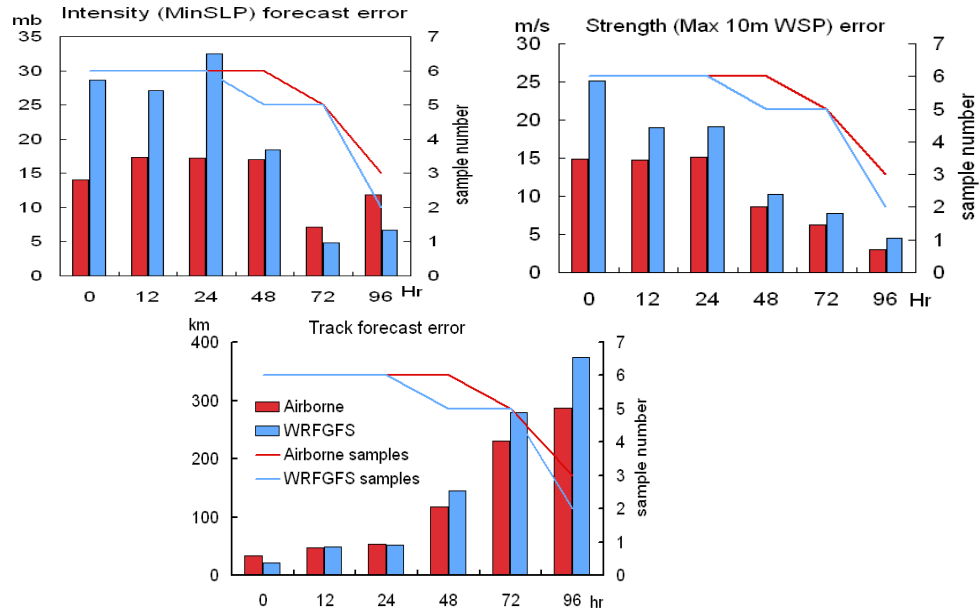 Intensity (MinSLP) forecast error
mb
40
35
30
25
20
15
10
5
0
7
6
5
4
3
2
1
0
sample number
0 12 24 48 72 96 Hr
Strength (Max 10m WSP) error
m/s
30
25
20
15
10
5
0
7
6
5
4
3
2
1
0
sample number
0 12 24 48 72 96 Hr
Track forecast error
km
400
300
200
100
0
7
6
5
4
3
2
1
0
sample number
Airborne
WRFGFS
Airborne samples
WRFGFS samples
0 12 24 48 72 96 hr